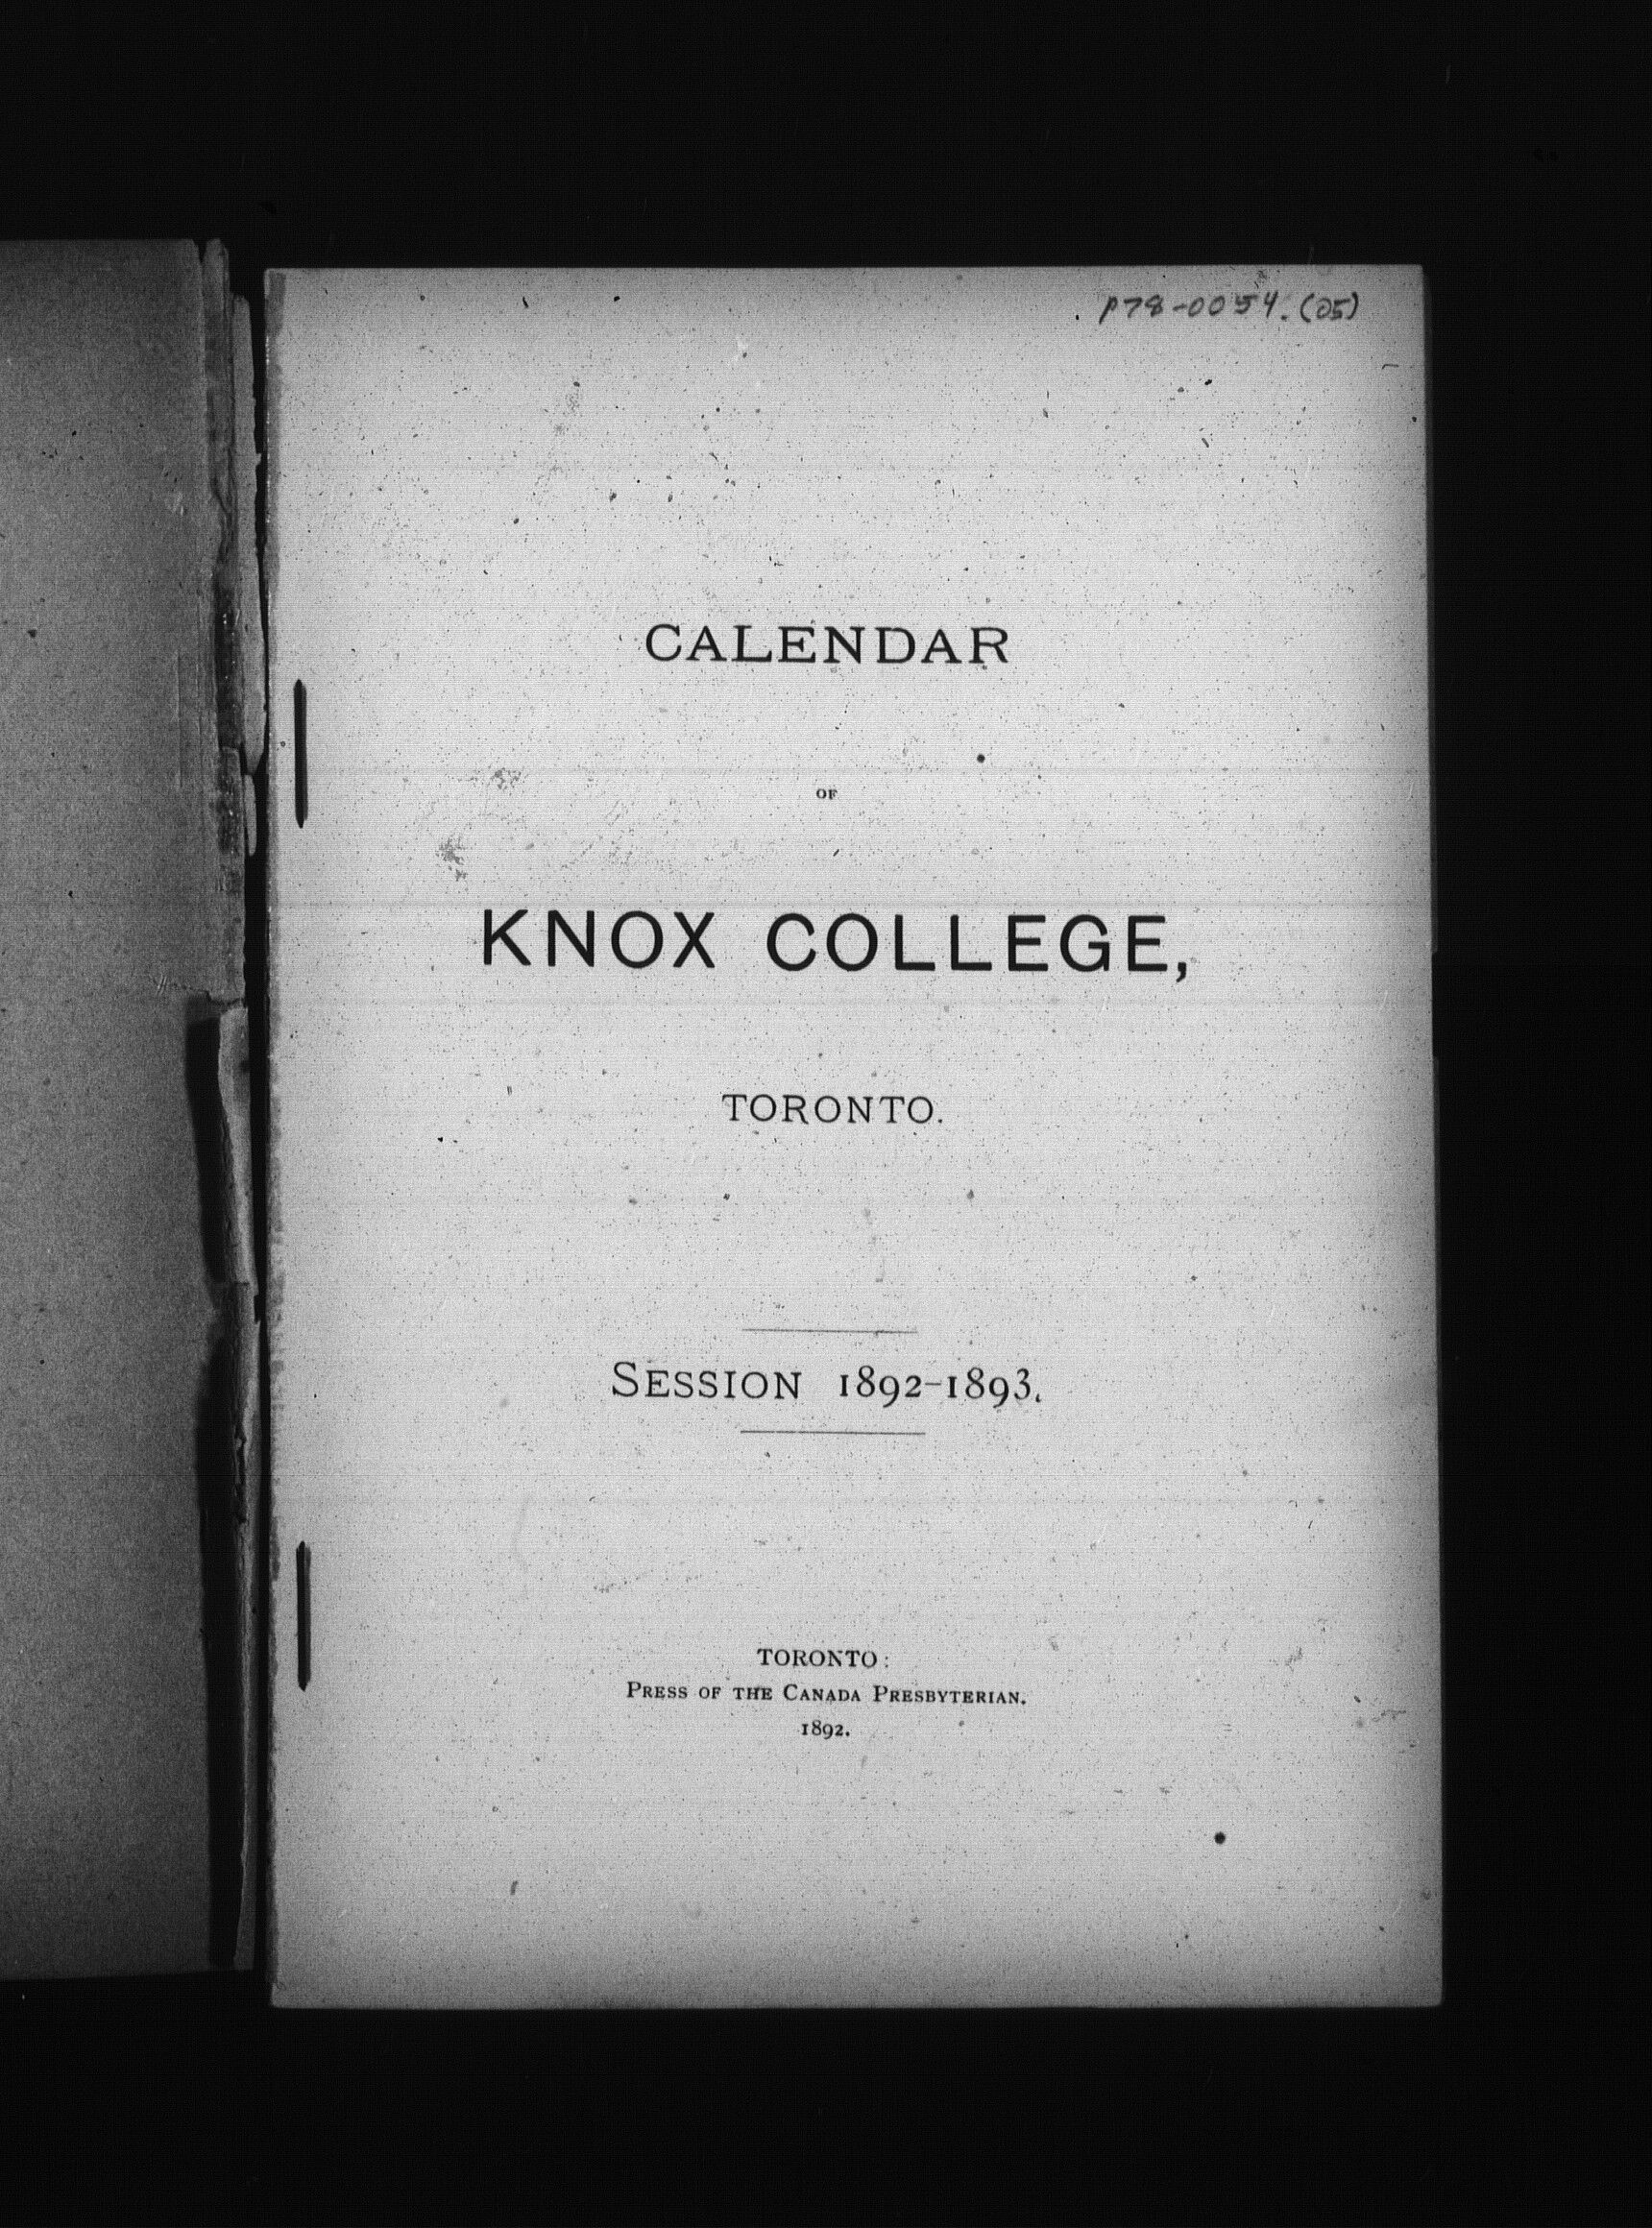 P78-0054.(05)
CALENDAR
OF
KNOX COLLEGE,
TORONTO.
SESSION 1892-1893.
TORONTO:
PRESS OF THE CANADA PRESBYTERIAN.
1892.